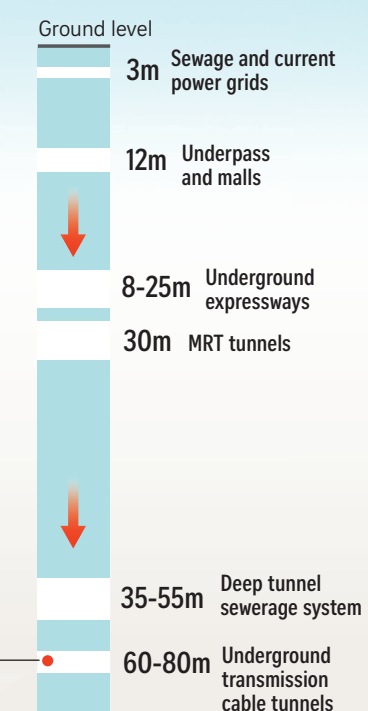 Ground level
3m Sewage and current
power grids
12m Underpass
and malls
8-25m Underground
expressways
30m MRT tunnels
35-55m Deep tunnel
sewerage system
60-80m Underground
transmission
cable tunnels